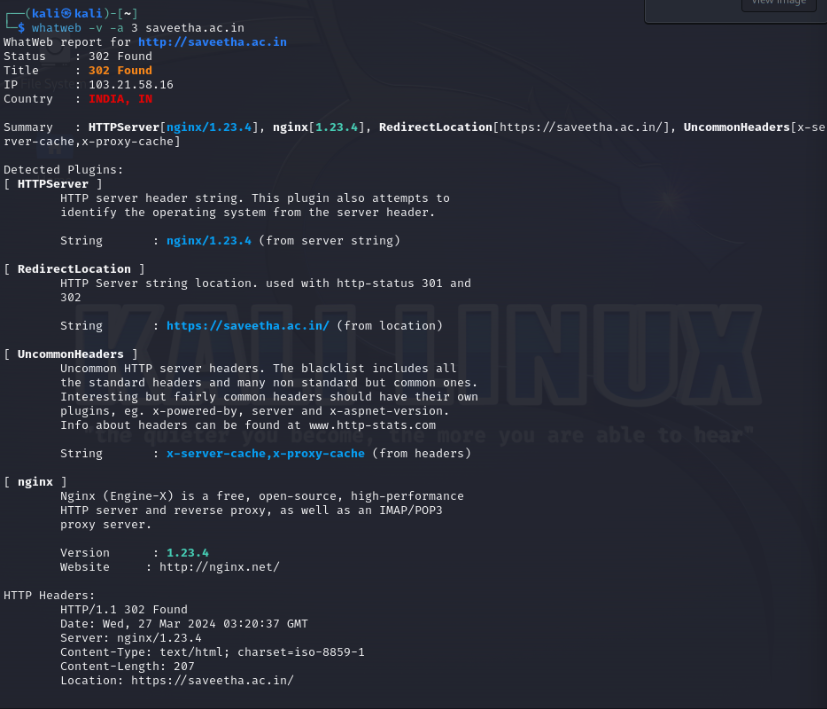 View Image
┌──(kali㉿kali)-[~]
└─$ whatweb -v -a 3 saveetha.ac.in
WhatWeb report for http://saveetha.ac.in
Status : 302 Found
Title : 302 Found
IP : 103.21.58.16
Country : INDIA, IN
Summary : HTTPServer[nginx/1.23.4], nginx[1.23.4], RedirectLocation[https://saveetha.ac.in/], UncommonHeaders[x-se
rver-cache,x-proxy-cache]
Detected Plugins:
[ HTTPServer ]
HTTP server header string. This plugin also attempts to
identify the operating system from the server header.
String : nginx/1.23.4 (from server string)
[ RedirectLocation ]
HTTP Server string location. used with http-status 301 and
302
String : https://saveetha.ac.in/ (from location)
[ UncommonHeaders ]
Uncommon HTTP server headers. The blacklist includes all
the standard headers and many non standard but common ones.
Interesting but fairly common headers should have their own
plugins, eg. x-powered-by, server and x-aspnet-version.
Info about headers can be found at www.http-stats.com
String : x-server-cache,x-proxy-cache (from headers)
KALI LINUX
"the quieter you become, the more you are able to hear"
[ nginx ]
Nginx (Engine-X) is a free, open-source, high-performance
HTTP server and reverse proxy, as well as an IMAP/POP3
proxy server.
Version : 1.23.4
Website : http://nginx.net/
HTTP Headers:
HTTP/1.1 302 Found
Date: Wed, 27 Mar 2024 03:20:37 GMT
Server: nginx/1.23.4
Content-Type: text/html; charset=iso-8859-1
Content-Length: 207
Location: https://saveetha.ac.in/